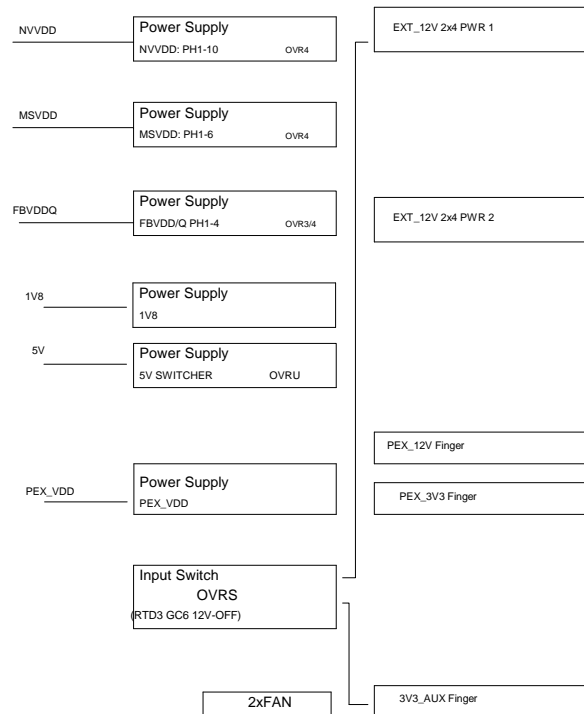 NVVDD
Power Supply
NVVDD: PH1-10 OVR4
EXT_12V 2x4 PWR 1
MSVDD
Power Supply
MSVDD: PH1-6 OVR4
FBVDDQ
Power Supply
FBVDD/Q PH1-4 OVR3/4
EXT_12V 2x4 PWR 2
1V8
Power Supply
1V8
5V
Power Supply
5V SWITCHER OVRU
PEX_12V Finger
PEX_VDD
Power Supply
PEX_VDD
PEX_3V3 Finger
Input Switch
OVRS
(RTD3 GC6 12V-OFF)
2xFAN
3V3_AUX Finger